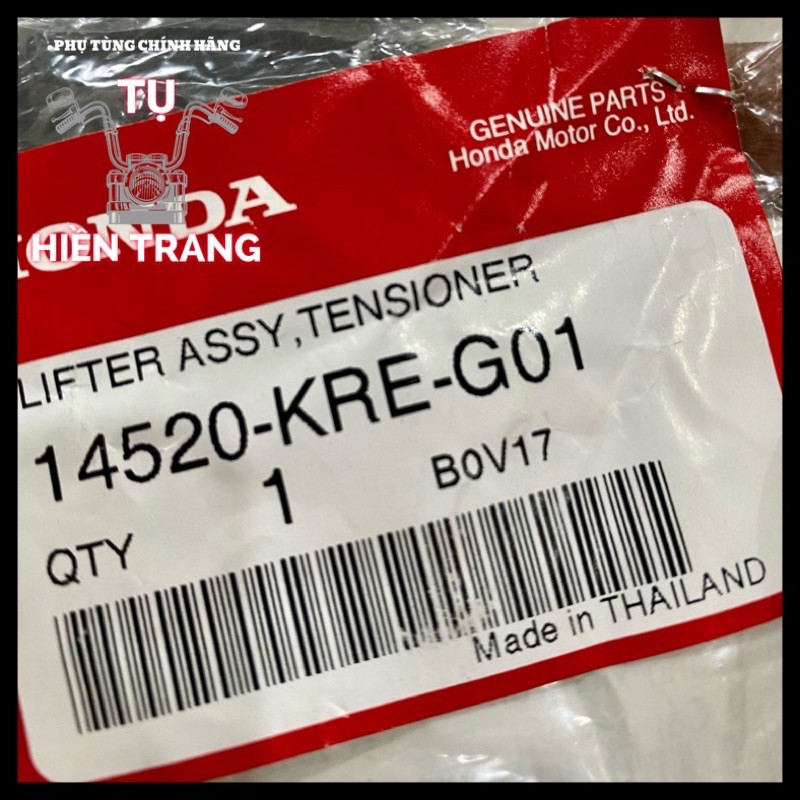 PHỤ TÙNG CHÍNH HÃNG
TỤ
HIỀN TRANG
GENUINE PARTS
Honda Motor Co., Ltd.
HONDA
LIFTER ASSY,TENSIONER
14520-KRE-G01
1
B0V17
QTY
Made in THAILAND